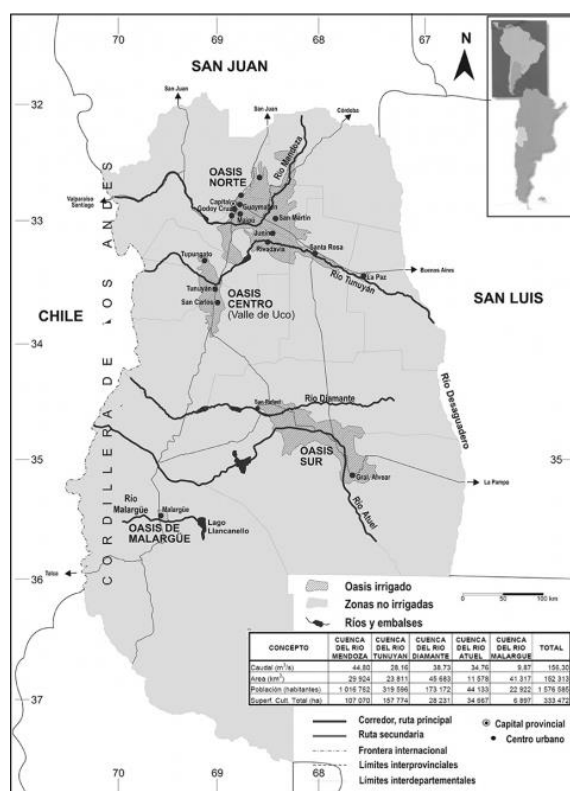 70
69
68
67
SAN JUAN
N
San Juan
San Juan
Córdoba
32
OASIS
NORTE
Río Mendoza
Capital
Guaymallén
Godoy Cruz
Maipú
San Martín
Junín
Rivadavia
Santa Rosa
La Paz
Valparaíso
Santiago
33
Buenos Aires
Río Tunuyán
Tupungato
Tunuyán
San Carlos
OASIS
CENTRO
(Valle de Uco)
CHILE
SAN LUIS
CORDILLERA DE LOS ANDES
34
34
Río Diamante
San Rafael
Río Desaguadero
OASIS
SUR
35
35
Gral. Alvear
La Pampa
Río Atuel
Río
Malargüe
Malargüe
OASIS DE
MALARGÜE
Lago
Llancanello
Talca
36
Oasis irrigado
Zonas no irrigadas
Ríos y embalses
0
50
100 km
CONCEPTO CUENCA DEL RIO MENDOZA CUENCA DEL RIO TUNUYAN CUENCA DEL RIO DIAMANTE CUENCA DEL RIO ATUEL CUENCA DEL RIO MALARGUE TOTAL
Caudal (m³/s) 44,80 28,16 38,73 34,76 9,87 156,30
Area (km²) 29 924 23 811 45 683 11 578 41 317 152 313
Población (habitantes) 1 016 762 319 596 173 172 44 133 22 922 1 576 585
Superf. Cult. Total (ha) 107 070 157 774 28 231 34 667 6 897 333 472
37
Corredor, ruta principal
Ruta secundaria
Frontera internacional
Límites interprovinciales
Límites interdepartementales
Capital provincial
Centro urbano
70
69
68